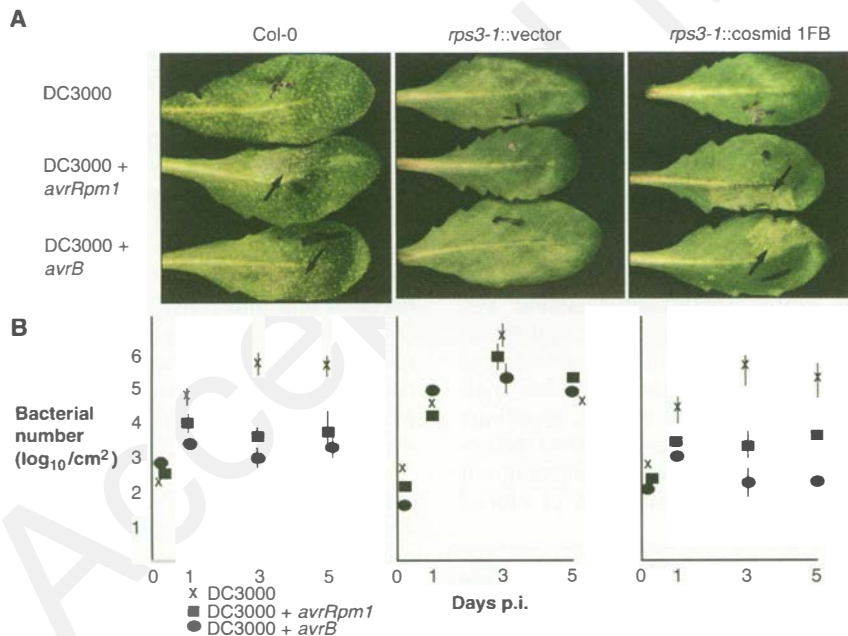 A
Col-0
rps3-1::vector
rps3-1::cosmid 1FB
DC3000
DC3000 +
avrRpm1
DC3000 +
avrB
B
6
5
4
3
2
1
Bacterial
number
(log10/cm2)
0 1 3 5
0 1 3 5
0 1 3 5
Days p.i.
x DC3000
■ DC3000 + avrRpm1
● DC3000 + avrB